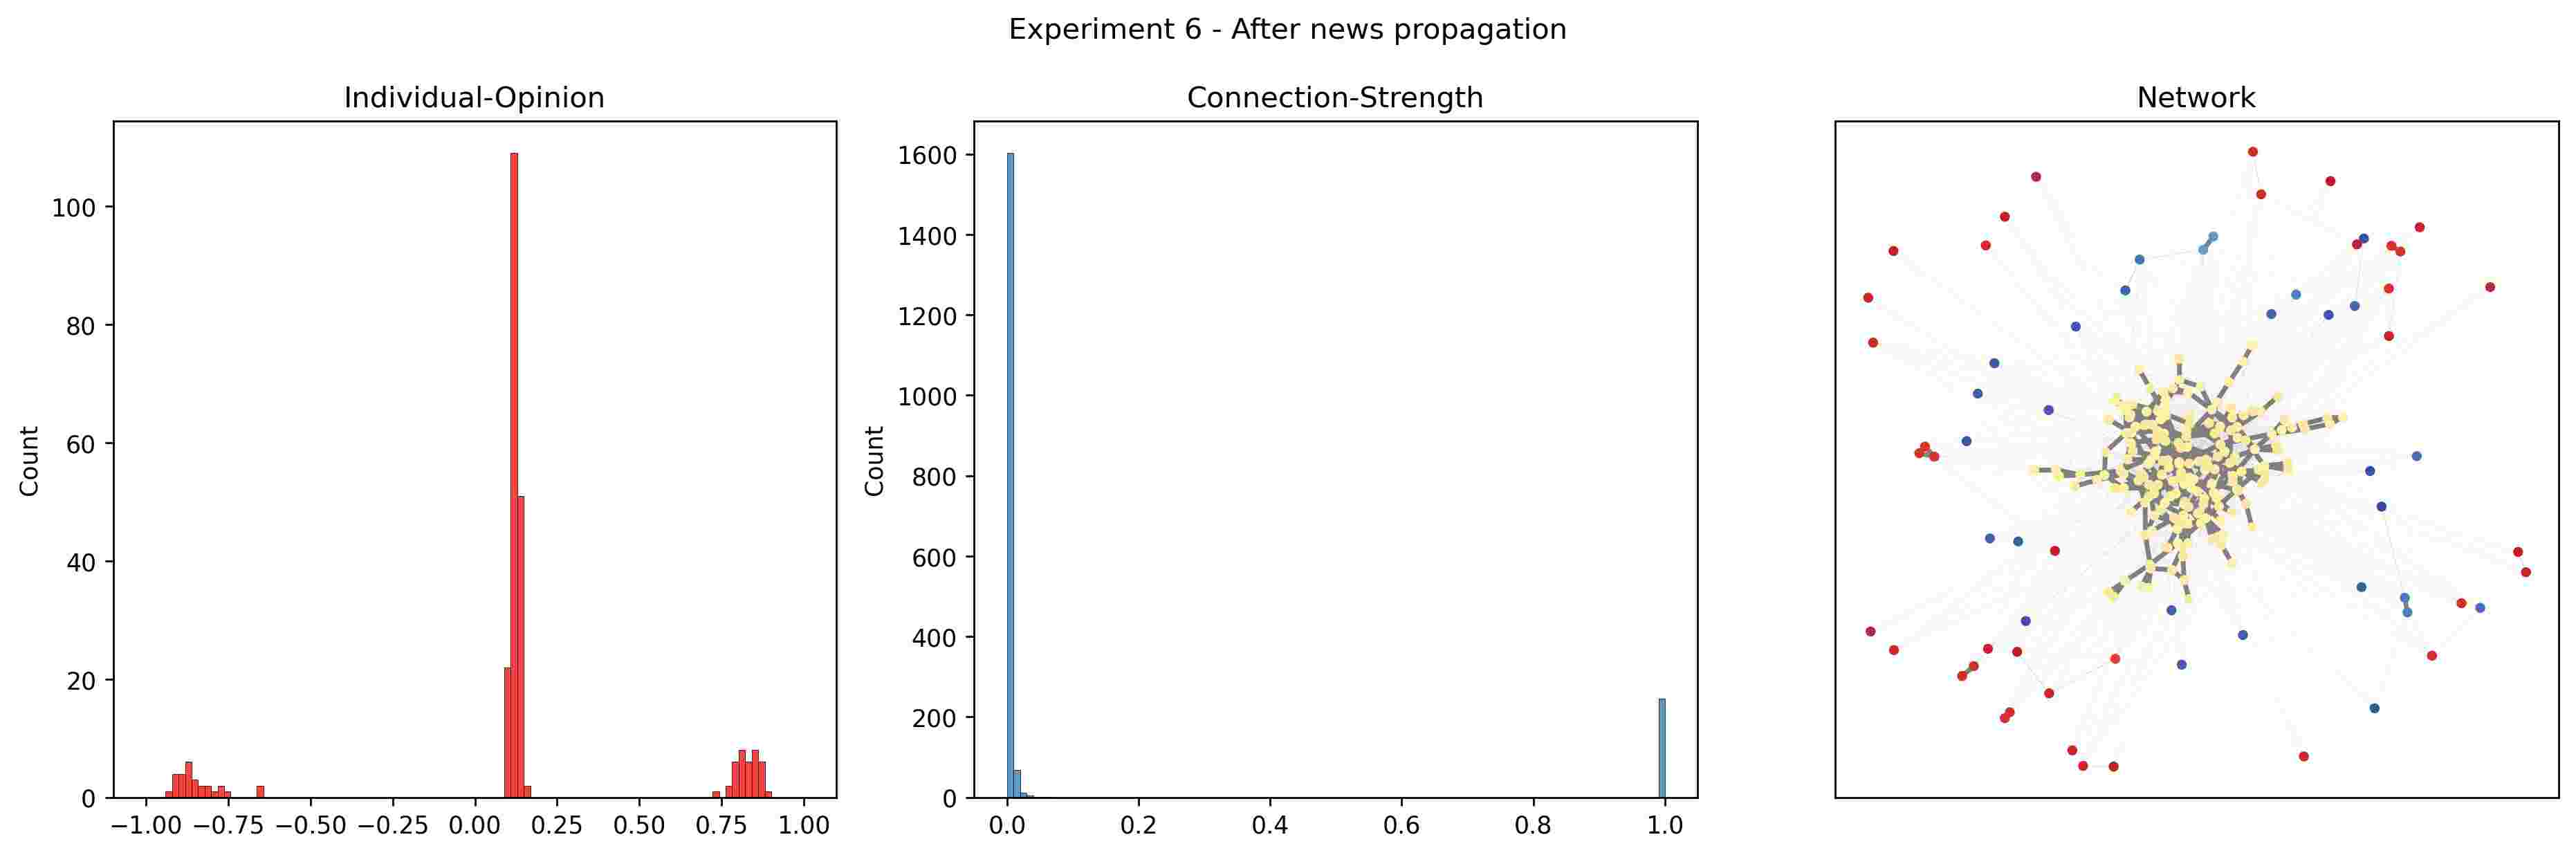 Experiment 6 - After news propagation
Individual-Opinion
Count
100
80
60
40
20
0
−1.00 −0.75 −0.50 −0.25 0.00 0.25 0.50 0.75 1.00
Connection-Strength
Count
1600
1400
1200
1000
800
600
400
200
0
0.0 0.2 0.4 0.6 0.8 1.0
Network